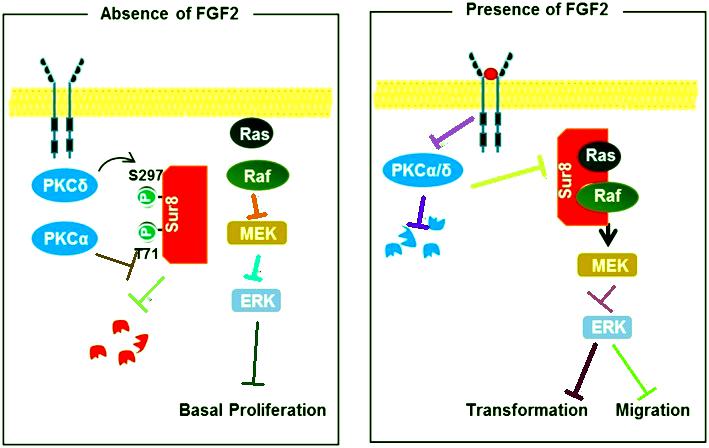 Absence of FGF2
Ras
PKCδ
S297
P
Raf
Sur8
PKCα
P
T71
MEK
ERK
Basal Proliferation
Presence of FGF2
PKCα/δ
Sur8
Ras
Raf
MEK
ERK
Transformation
Migration